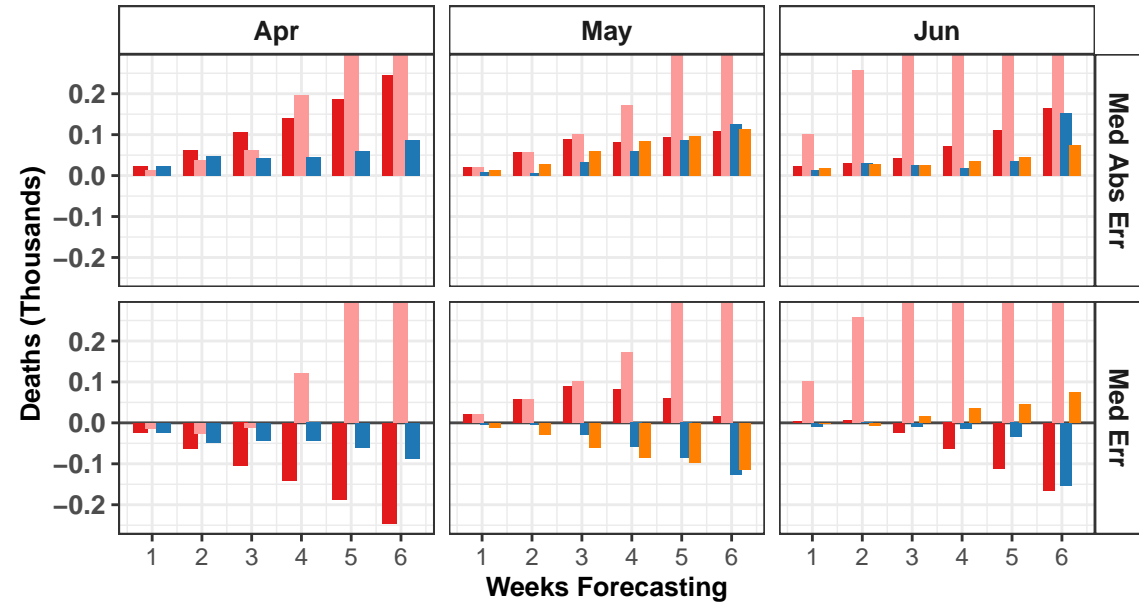 Apr May Jun
Deaths (Thousands)
0.2
0.1
0.0
−0.1
−0.2
Med Abs Err
0.2
0.1
0.0
−0.1
−0.2
Med Err
1 2 3 4 5 6 1 2 3 4 5 6 1 2 3 4 5 6
Weeks Forecasting